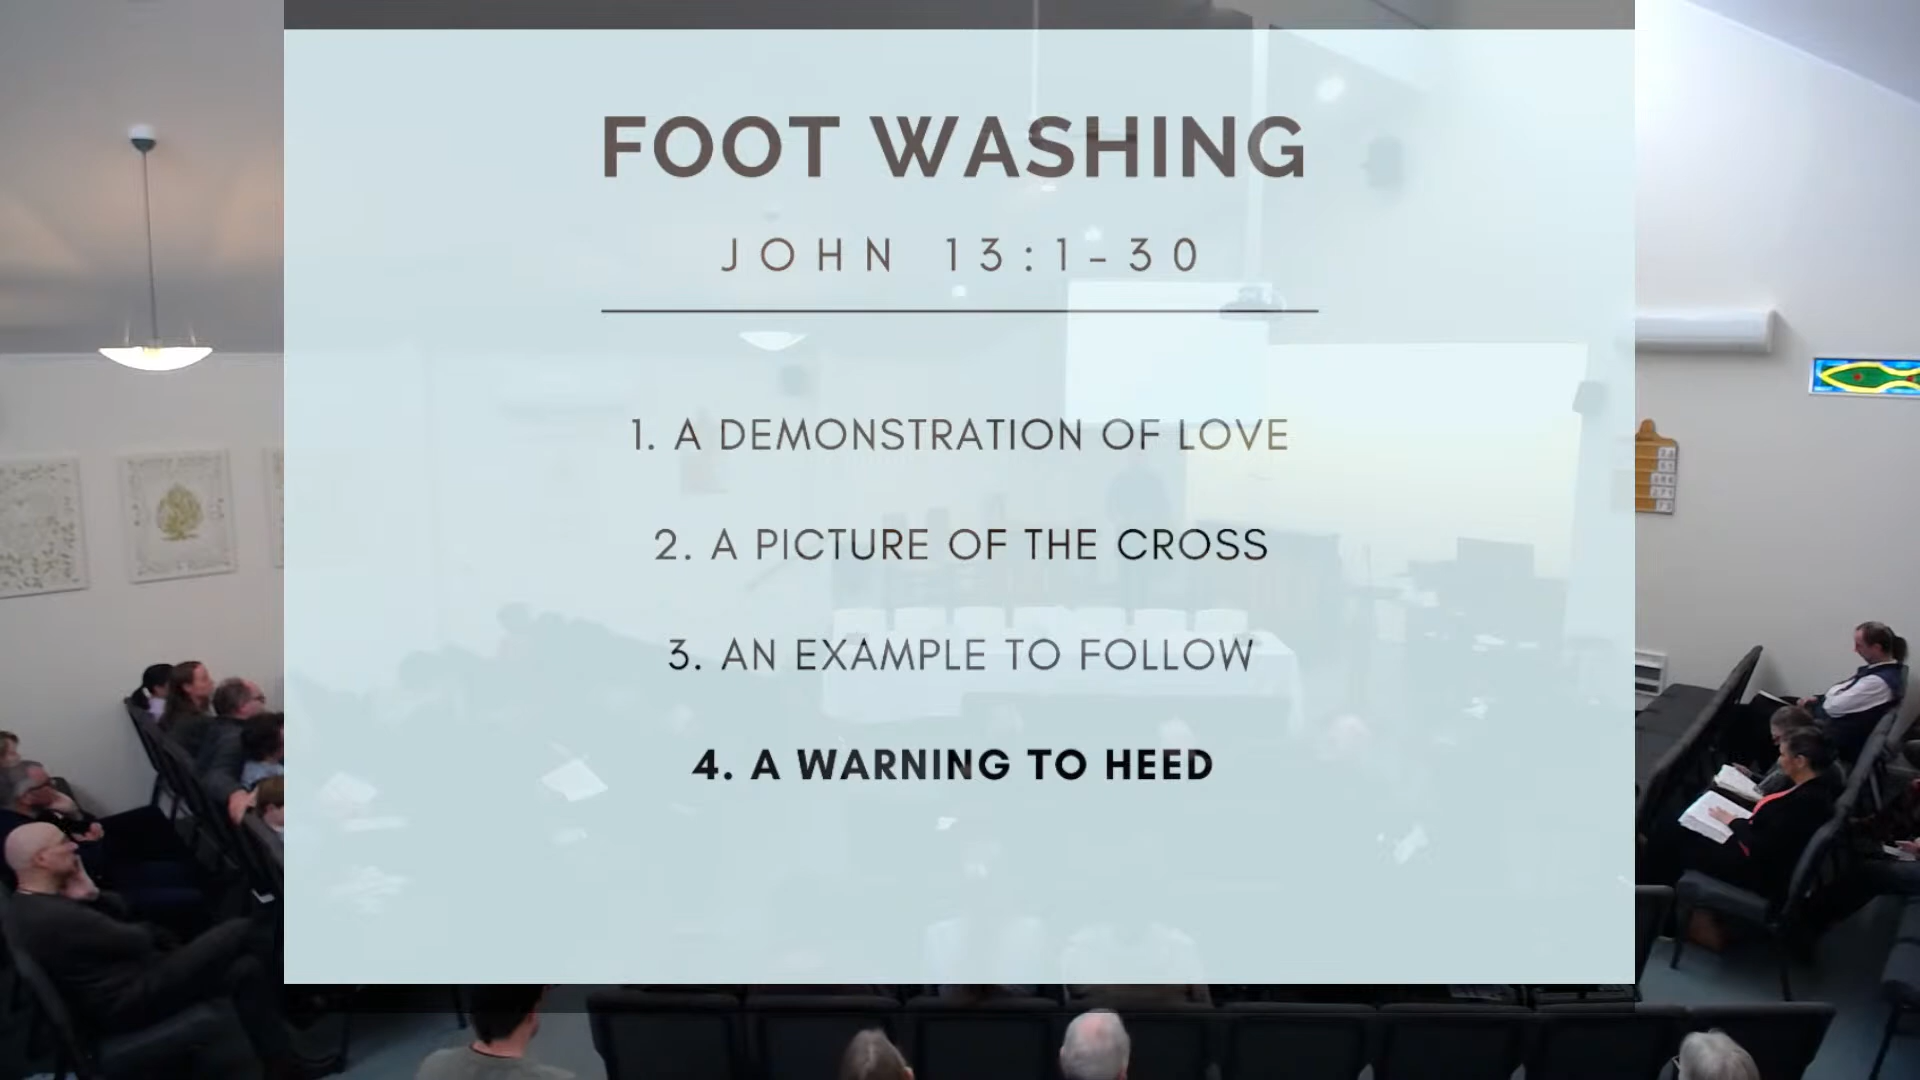 FOOT WASHING
JOHN 13:1-30
1. A DEMONSTRATION OF LOVE
2. A PICTURE OF THE CROSS
3. AN EXAMPLE TO FOLLOW
4. A WARNING TO HEED